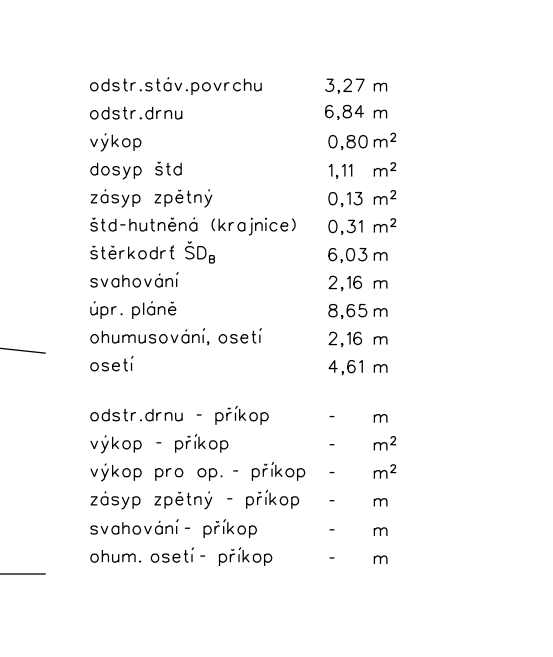 odstr.stáv.povrchu 3,27 m
odstr.drnu 6,84 m
výkop 0,80 m²
dosyp štd 1,11 m²
zásyp zpětný 0,13 m²
štd-hutněná (krajnice) 0,31 m²
štěrkodrť ŠDB 6,03 m
svahování 2,16 m
úpr. pláně 8,65 m
ohumusování, osetí 2,16 m
osetí 4,61 m
odstr.drnu - příkop - m
výkop - příkop - m²
výkop pro op. - příkop - m²
zásyp zpětný - příkop - m
svahování - příkop - m
ohum. osetí - příkop - m